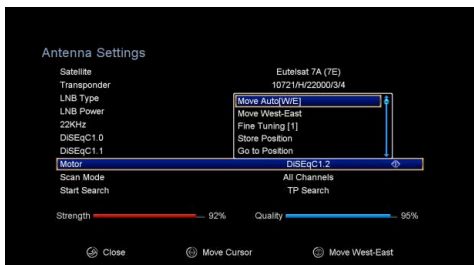 Antenna Settings
Satellite Eutelsat 7A (7E)
Transponder 10721/H/22000/3/4
LNB Type
Move Auto[W/E]
LNB Power
Move West-East
22KHz
Fine Tuning [1]
DiSEqC1.0
Store Position
DiSEqC1.1
Go to Position
Motor DiSEqC1.2
Scan Mode All Channels
Start Search TP Search
Strength 92% Quality 95%
Close Move Cursor Move West-East